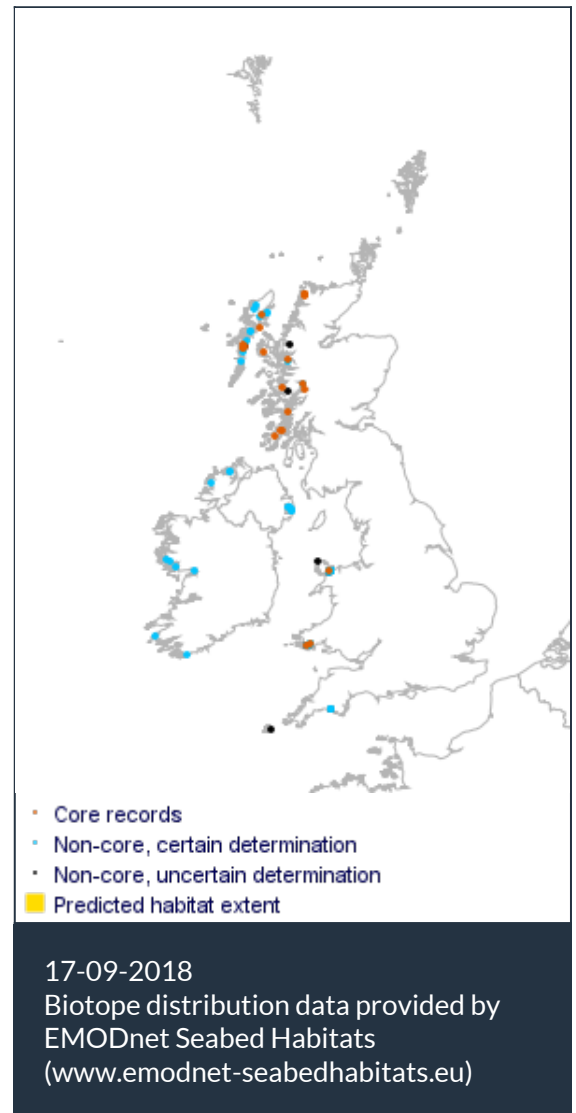 Core records
Non-core, certain determination
Non-core, uncertain determination
Predicted habitat extent
17-09-2018
Biotope distribution data provided by
EMODnet Seabed Habitats
(www.emodnet-seabedhabitats.eu)